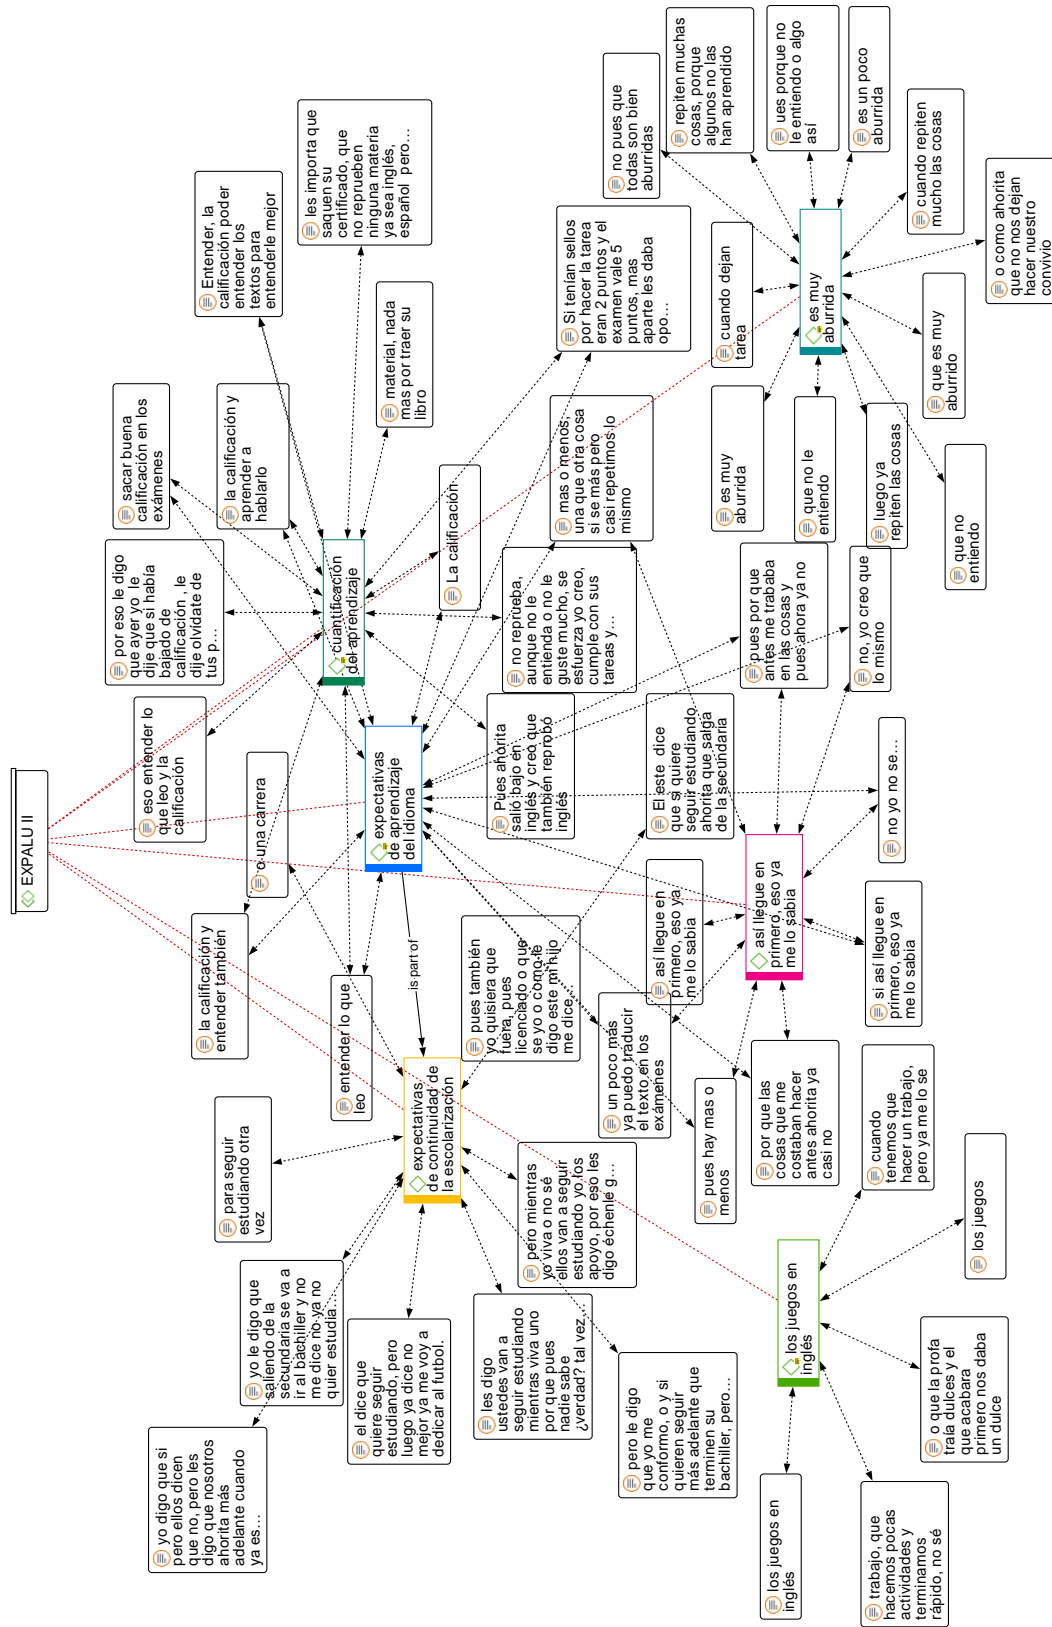 EXPALU II
yo digo que si
pero ellos dicen
que no, pero les
digo que nosotros
ahorita más
adelante cuando
ya es…
yo le digo que
saliendo de la
secundaria se va a
ir al bachiller y no
me dice no ya no
quier estudia…
para seguir
estudiando otra
vez
el dice que
quiere seguir
estudiando, pero
luego ya dice no
mejor ya me voy a
dedicar al futbol.
les digo
ustedes van a
seguir estudiando
mientras viva uno
por que pues
nadie sabe
¿verdad? tal vez…
pero le digo
que yo me
conformo, o y si
quieren seguir
más adelante que
terminen su
bachiller, pero…
pero mientras
yo viva o no sé
ellos van a seguir
estudiando yo los
apoyo, por eso les
digo échenle g…
expectativas
de continuidad de
la escolarización
is part of
la calificación y
entender también
o una carrera
entender lo que
leo
eso entender lo
que leo y la
calificación
por eso le digo
que ayer yo le
dije que si había
bajado de
calificación , le
dije olvídate de
tus p…
sacar buena
calificación en los
exámenes
la calificación y
aprender a
hablarlo
Entender, la
calificación poder
entender los
textos para
entenderle mejor
les importa que
saquen su
certificado, que
no reprueben
ninguna materia
ya sea inglés,
español pero…
material, nada
mas por traer su
libro
La calificación
cuantificación
del aprendizaje
expectativas
de aprendizaje
del idioma
pues también
yo quisiera que
fuera, pues
licenciado o que
se yo o como le
digo este mi hijo
me dice…
Pues ahorita
salió bajo en
inglés y creo que
también reprobó
inglés
no reprueba,
aunque no le
entienda o no le
guste mucho, se
esfuerza yo creo,
cumple con sus
tareas y…
mas o menos,
una que otra cosa
si se más pero
casi repetimos lo
mismo
Si tenían sellos
por hacer la tarea
eran 2 puntos y el
examen vale 5
puntos, mas
aparte les daba
opo…
El este dice
que si quiere
seguir estudiando
ahorita que salga
de la secundaria
un poco más
ya puedo traducir
el texto en los
exámenes
así llegue en
primero, eso ya
me lo sabia
pues hay mas o
menos
por que las
cosas que me
costaban hacer
antes ahorita ya
casi no
así llegue en
primero, eso ya
me lo sabia
pues por que
antes me trababa
en las cosas y
pues ahora ya no
no, yo creo que
lo mismo
no yo no se…
si así llegue en
primero, eso ya
me lo sabia
es muy
aburrida
cuando dejan
tarea
no pues que
todas son bien
aburridas
repiten muchas
cosas, porque
algunos no las
han aprendido
ues porque no
le entiendo o algo
así
es un poco
aburrida
cuando repiten
mucho las cosas
o como ahorita
que no nos dejan
hacer nuestro
convivio
es muy
aburrida
que no le
entiendo
luego ya
repiten las cosas
que es muy
aburrido
que no
entiendo
los juegos en
inglés
los juegos en
inglés
trabajo, que
hacemos pocas
actividades y
terminamos
rápido, no sé
o que la profa
traía dulces y el
que acabara
primero nos daba
un dulce
los juegos
cuando
tenemos que
hacer un trabajo,
pero ya me lo se